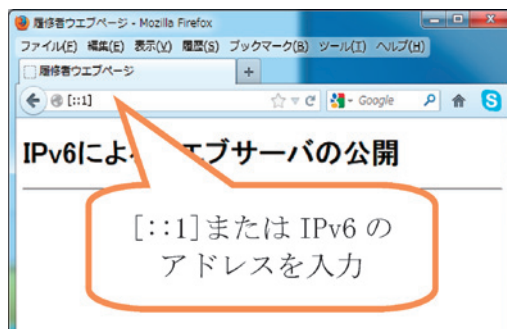 履修者ウエブページ - Mozilla Firefox
ファイル(F) 編集(E) 表示(V) 履歴(S) ブックマーク(B) ツール(T) ヘルプ(H)
履修者ウエブページ +
[::1] Google
IPv6によ エブサーバの公開
[::1]または IPv6 の
アドレスを入力